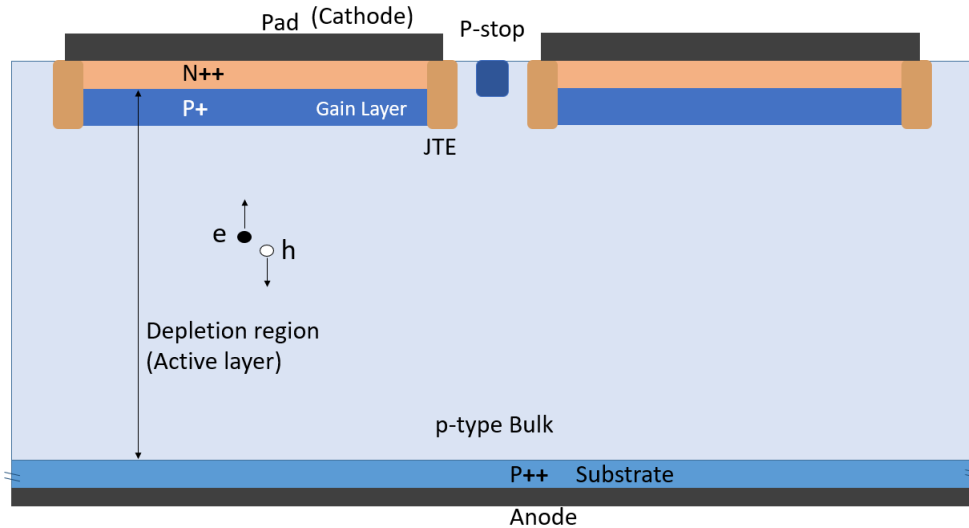 Pad (Cathode)
P-stop
N++
P+ Gain Layer
JTE
e
h
Depletion region
(Active layer)
p-type Bulk
P++ Substrate
Anode